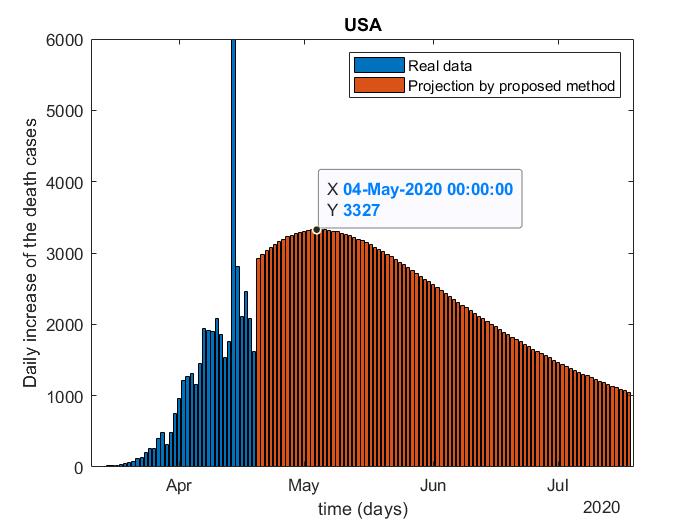 USA
6000
5000
4000
3000
2000
1000
0
Daily increase of the death cases
Real data
Projection by proposed method
X 04-May-2020 00:00:00
Y 3327
Apr May Jun Jul
time (days)
2020